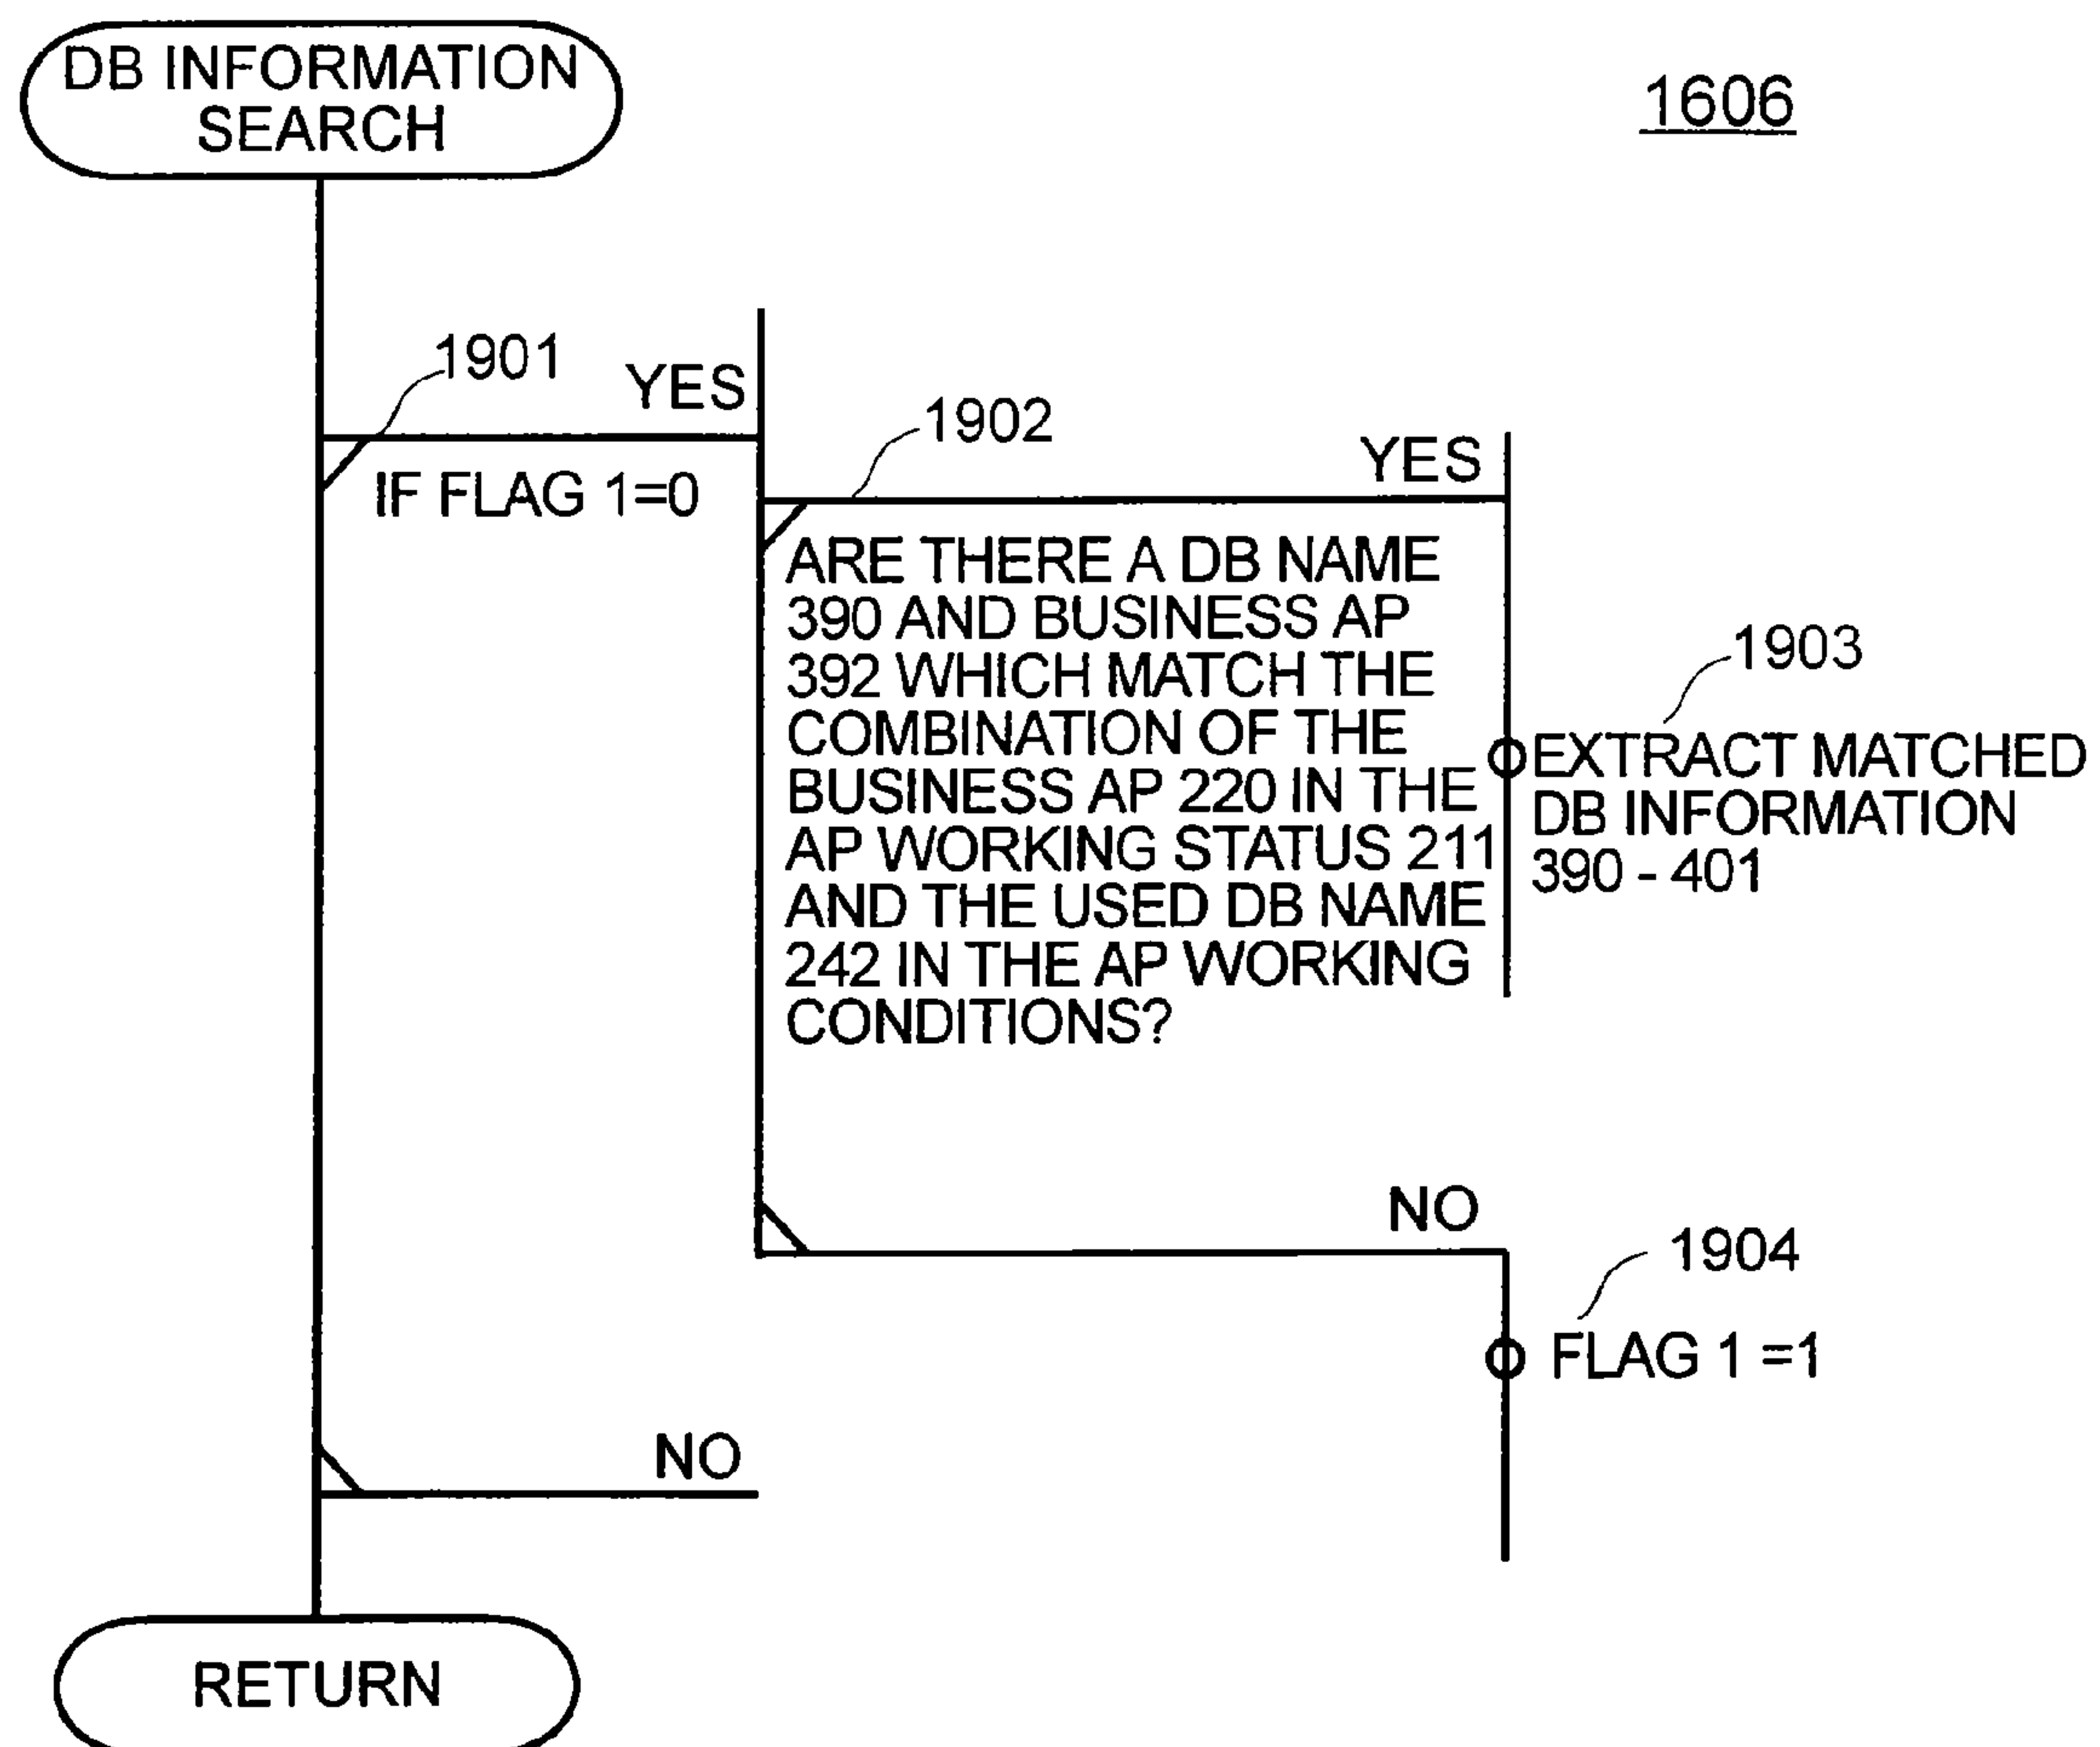 DB INFORMATION
SEARCH
1606
1901
YES
IF FLAG 1=0
1902
YES
ARE THERE A DB NAME
390 AND BUSINESS AP
392 WHICH MATCH THE
COMBINATION OF THE
BUSINESS AP 220 IN THE
AP WORKING STATUS 211
AND THE USED DB NAME
242 IN THE AP WORKING
CONDITIONS?
1903
EXTRACT MATCHED
DB INFORMATION
390 - 401
NO
1904
FLAG 1 =1
NO
RETURN